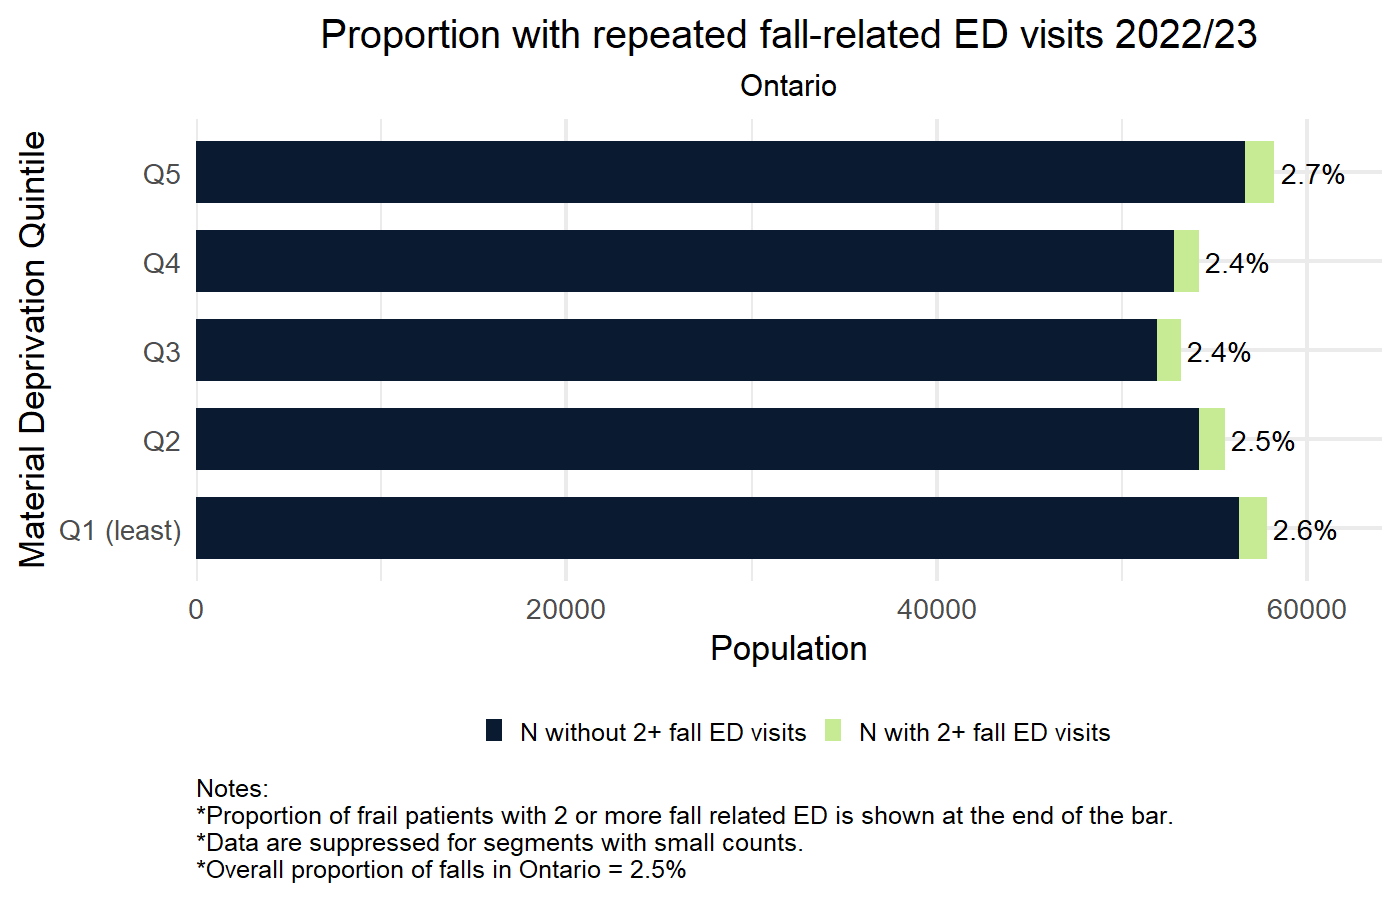 Proportion with repeated fall-related ED visits 2022/23
Ontario
Material Deprivation Quintile
Q5
2.7%
Q4
2.4%
Q3
2.4%
Q2
2.5%
Q1 (least)
2.6%
0
20000
40000
60000
Population
N without 2+ fall ED visits
N with 2+ fall ED visits
Notes:
*Proportion of frail patients with 2 or more fall related ED is shown at the end of the bar.
*Data are suppressed for segments with small counts.
*Overall proportion of falls in Ontario = 2.5%